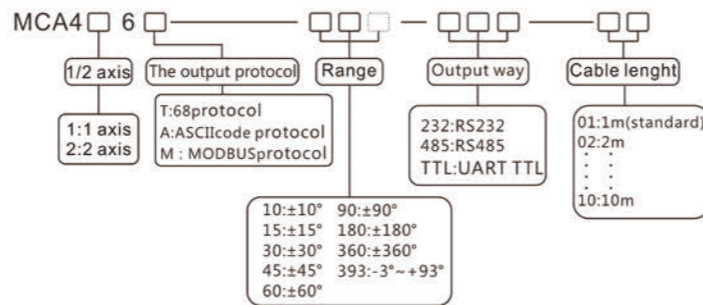 MCA4□ 6 □ — □□□ — □□□ — □□
1/2 axis The output protocol Range Output way Cable lenght
1:1 axis
2:2 axis
T:68protocol
A:ASCIIcode protocol
M : MODBUSprotocol
232:RS232
485:RS485
TTL:UART TTL
01:1m(standard)
02:2m
10:10m
10:±10° 90:±90°
15:±15° 180:±180°
30:±30° 360:±360°
45:±45° 393:-3°~+93°
60:±60°